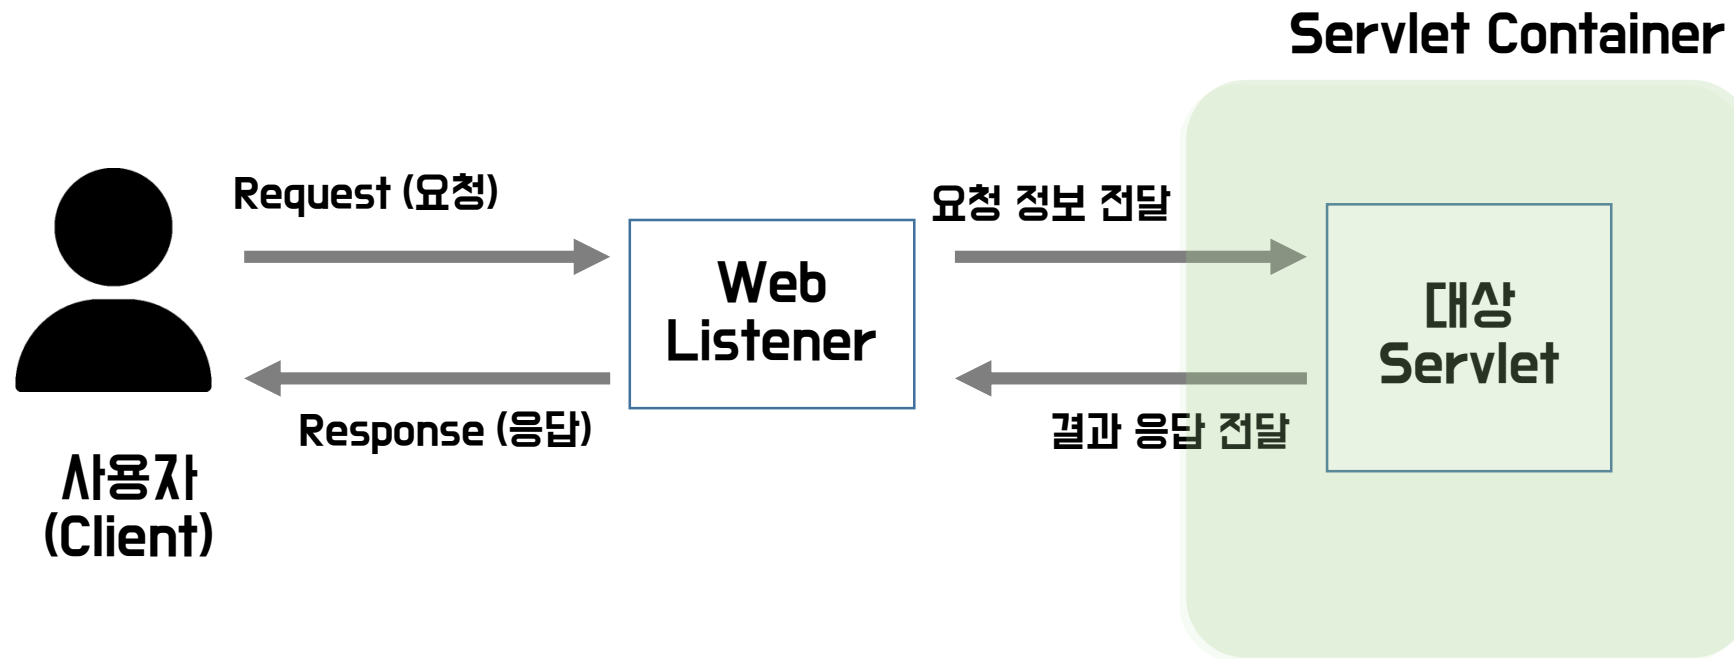 Servlet Container
Request (요청)
요청 정보 전달
Web
Listener
대상
Servlet
Response (응답)
결과 응답 전달
사용자
(Client)